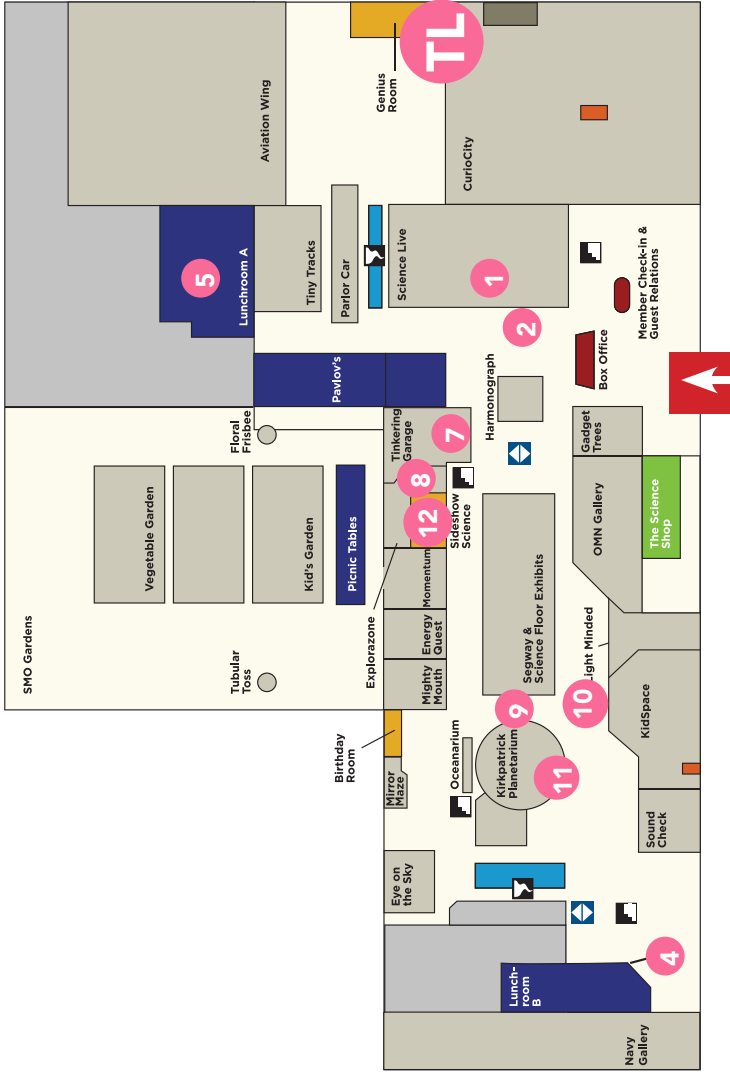 Aviation Wing
Genius
Room
TL
CurioCity
5
Lunchroom A
Tiny Tracks
Parlor Car
Science Live
1
2
Member Check-in &
Guest Relations
Box Office
Pavlov's
Harmonograph
Floral
Frisbee
Tinkering
Garage
7
8
12
Sideshow
Science
Gadget
Trees
OMN Gallery
The Science
Shop
SMO Gardens
Vegetable Garden
Kid's Garden
Picnic Tables
Tubular
Toss
Explorazone
Momentum
Energy
Quest
Mighty
Mouth
Segway &
Science Floor Exhibits
Light Minded
10
9
KidSpace
Birthday
Room
Mirror
Maze
Oceanarium
Kirkpatrick
Planetarium
11
Sound
Check
Eye on
the Sky
4
Lunch-
room
B
Navy
Gallery